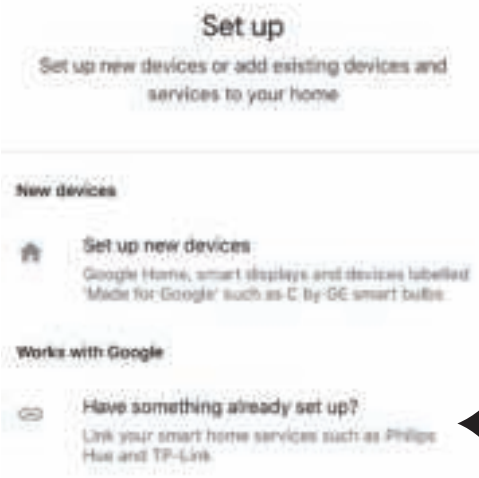 Set up
Set up new devices or add existing devices and
services to your home
New devices
Set up new devices
Google Home, smart displays and devices labelled
'Made for Google' such as C by GE smart bulbs
Works with Google
Have something already set up?
Link your smart home services such as Philips
Hue and TP-Link